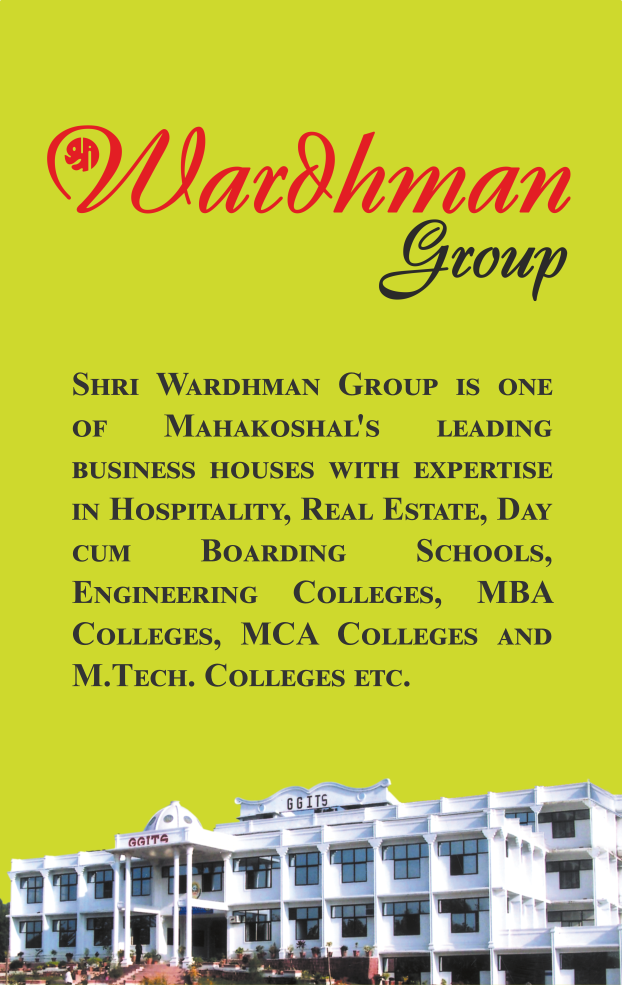 श्री Wardhman
Group
Shri Wardhman Group is one
of Mahakoshal's leading
business houses with expertise
in Hospitality, Real Estate, Day
cum Boarding Schools,
Engineering Colleges, MBA
Colleges, MCA Colleges and
M.Tech. Colleges etc.
GGITS
GGITS